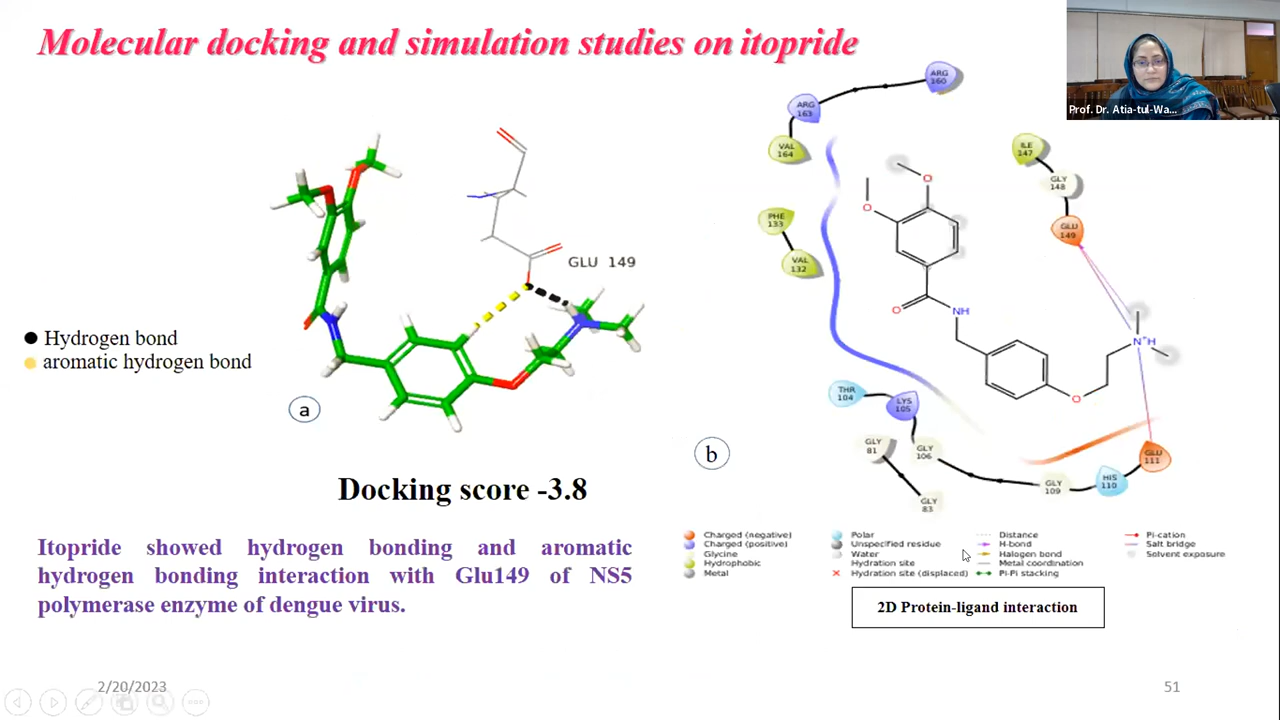 Molecular docking and simulation studies on itopride
Prof. Dr. Atia-tul-Wa...
ARG
160
ARG
163
VAL
164
ILE
147
GLY
148
GLU
149
PHE
133
VAL
132
O
O
O
NH
N⁺H
O
GLU 149
Hydrogen bond
aromatic hydrogen bond
a
THR
104
LYS
105
GLY
81
GLY
106
GLY
83
GLY
109
HIS
110
GLU
111
b
Docking score -3.8
Itopride showed hydrogen bonding and aromatic
hydrogen bonding interaction with Glu149 of NS5
polymerase enzyme of dengue virus.
Charged (negative)
Charged (positive)
Glycine
Hydrophobic
Metal
Polar
Unspecified residue
Water
Hydration site
Hydration site (displaced)
Distance
H-bond
Halogen bond
Metal coordination
Pi-Pi stacking
Pi-cation
Salt bridge
Solvent exposure
2D Protein-ligand interaction
2/20/2023
51